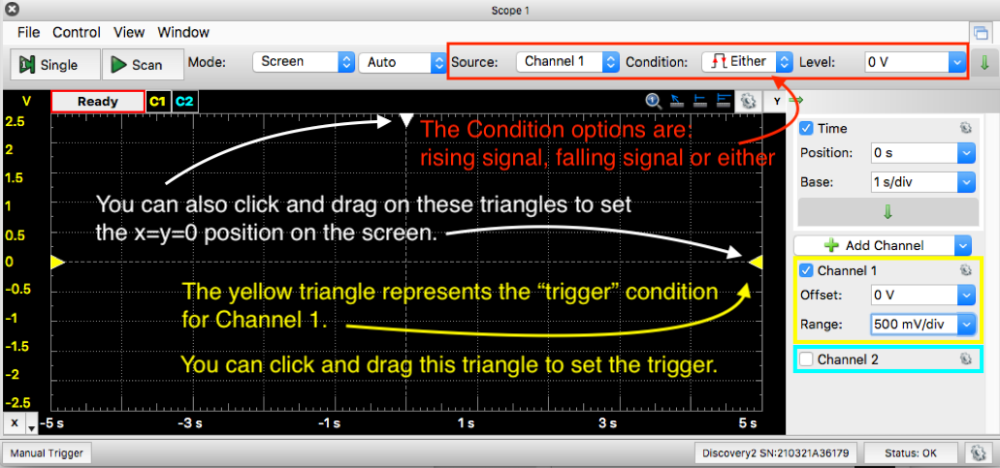 Scope 1
File Control View Window
Single Scan Mode: Screen Auto Source: Channel 1 Condition: Either Level: 0 V
V Ready C1 C2 Y
2.5
2
1.5
1
0.5
0
-0.5
-1
-1.5
-2
-2.5
The Condition options are:
rising signal, falling signal or either
You can also click and drag on these triangles to set
the x=y=0 position on the screen.
The yellow triangle represents the “trigger” condition
for Channel 1.
You can click and drag this triangle to set the trigger.
X -5 s -3 s -1 s 1 s 3 s 5 s
Time
Position: 0 s
Base: 1 s/div
Add Channel
Channel 1
Offset: 0 V
Range: 500 mV/div
Channel 2
Manual Trigger Discovery2 SN:210321A36179 Status: OK